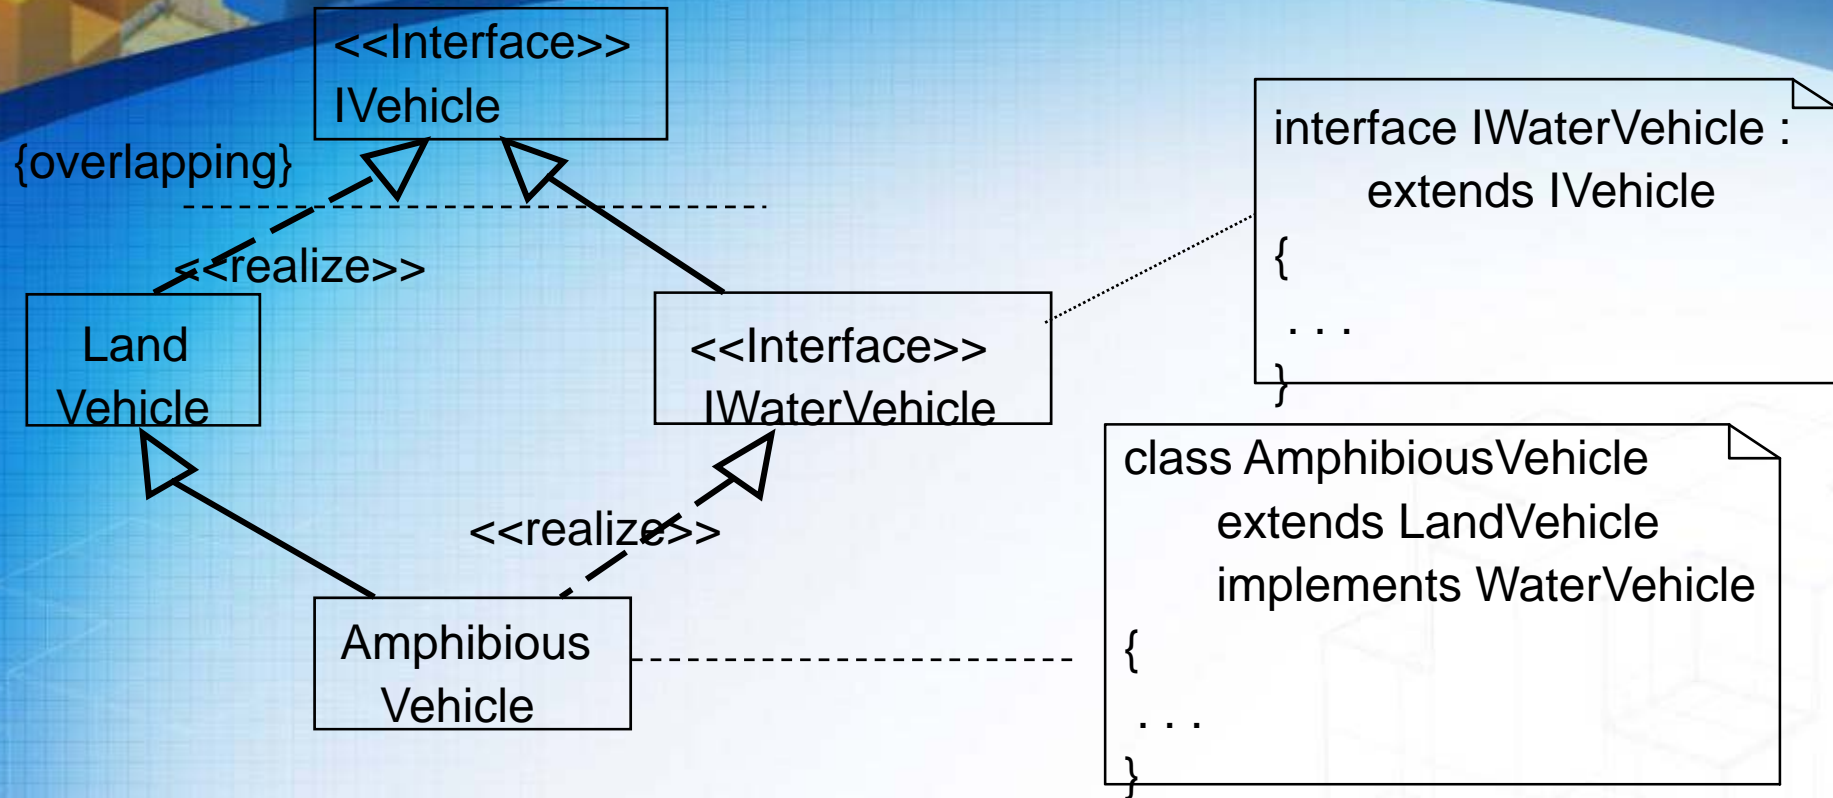 <<Interface>>
IVehicle
{overlapping}
<<realize>>
Land
Vehicle
<<Interface>>
IWaterVehicle
<<realize>>
Amphibious
Vehicle
interface IWaterVehicle :
extends IVehicle
{
. . .
}
class AmphibiousVehicle
extends LandVehicle
implements WaterVehicle
{
. . .
}